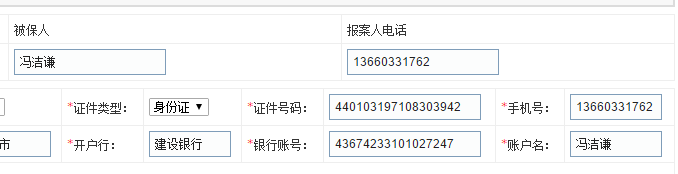 被保人 报案人电话
冯洁谦 13660331762
*证件类型: 身份证 *证件号码: 440103197108303942 *手机号: 13660331762
市 *开户行: 建设银行 *银行账号: 43674233101027247 *账户名: 冯洁谦